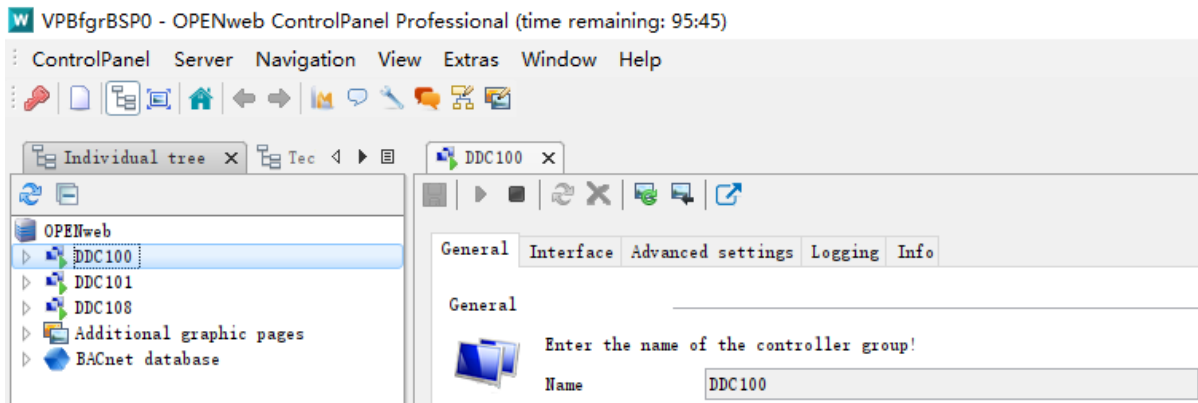 VPBfgrBSP0 - OPENweb ControlPanel Professional (time remaining: 95:45)
ControlPanel Server Navigation View Extras Window Help
Individual tree Tec DDC100
OPENweb
DDC100
DDC101
DDC108
Additional graphic pages
BACnet database
General Interface Advanced settings Logging Info
General
Enter the name of the controller group!
Name DDC100